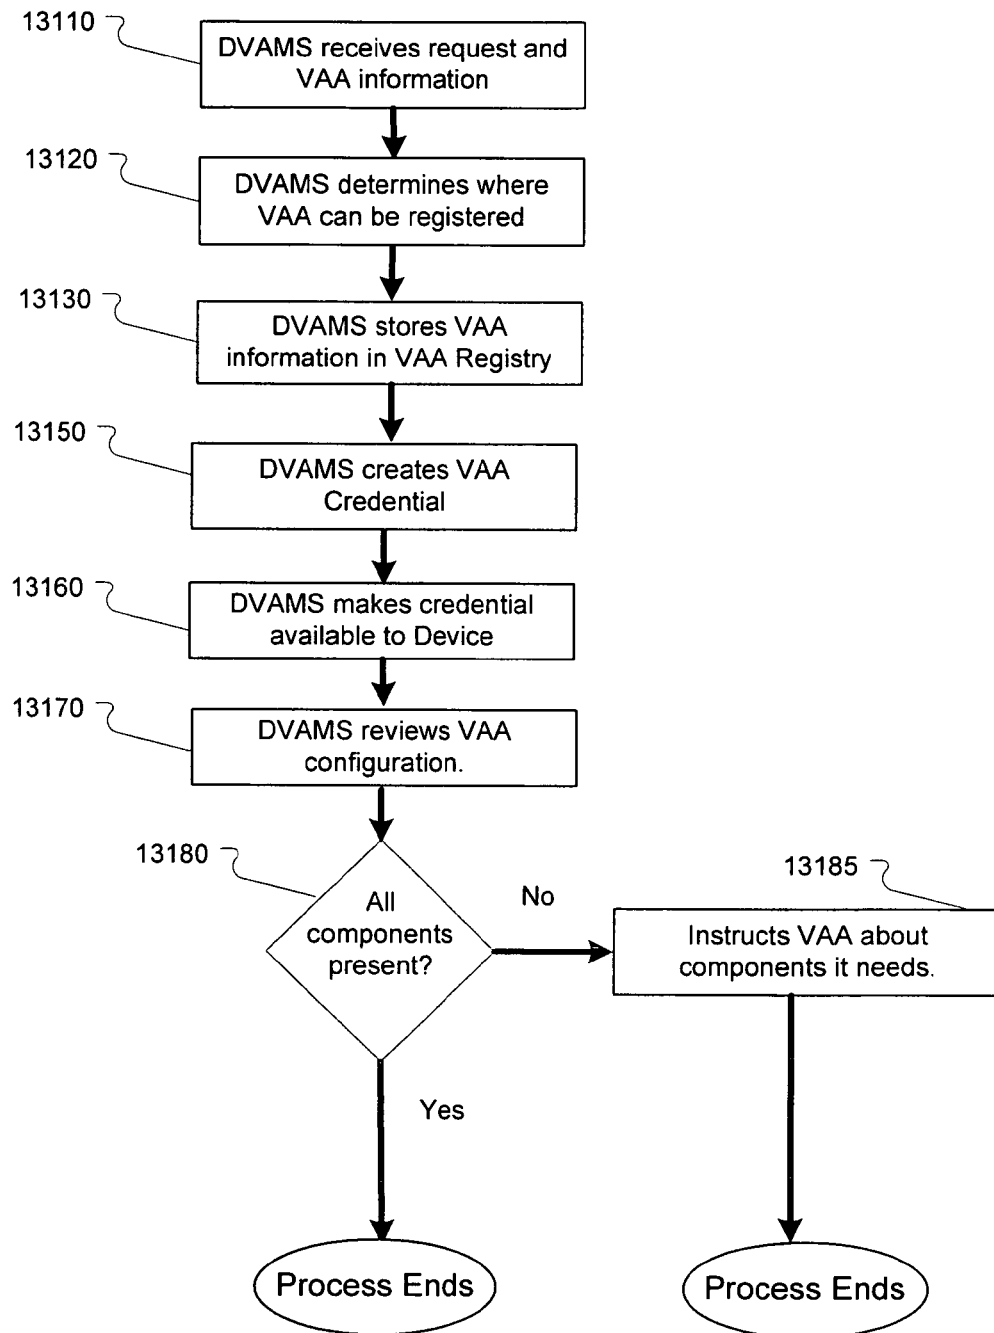 13110
DVAMS receives request and
VAA information
13120
DVAMS determines where
VAA can be registered
13130
DVAMS stores VAA
information in VAA Registry
13150
DVAMS creates VAA
Credential
13160
DVAMS makes credential
available to Device
13170
DVAMS reviews VAA
configuration.
13180
All
components
present?
No
13185
Instructs VAA about
components it needs.
Yes
Process Ends
Process Ends